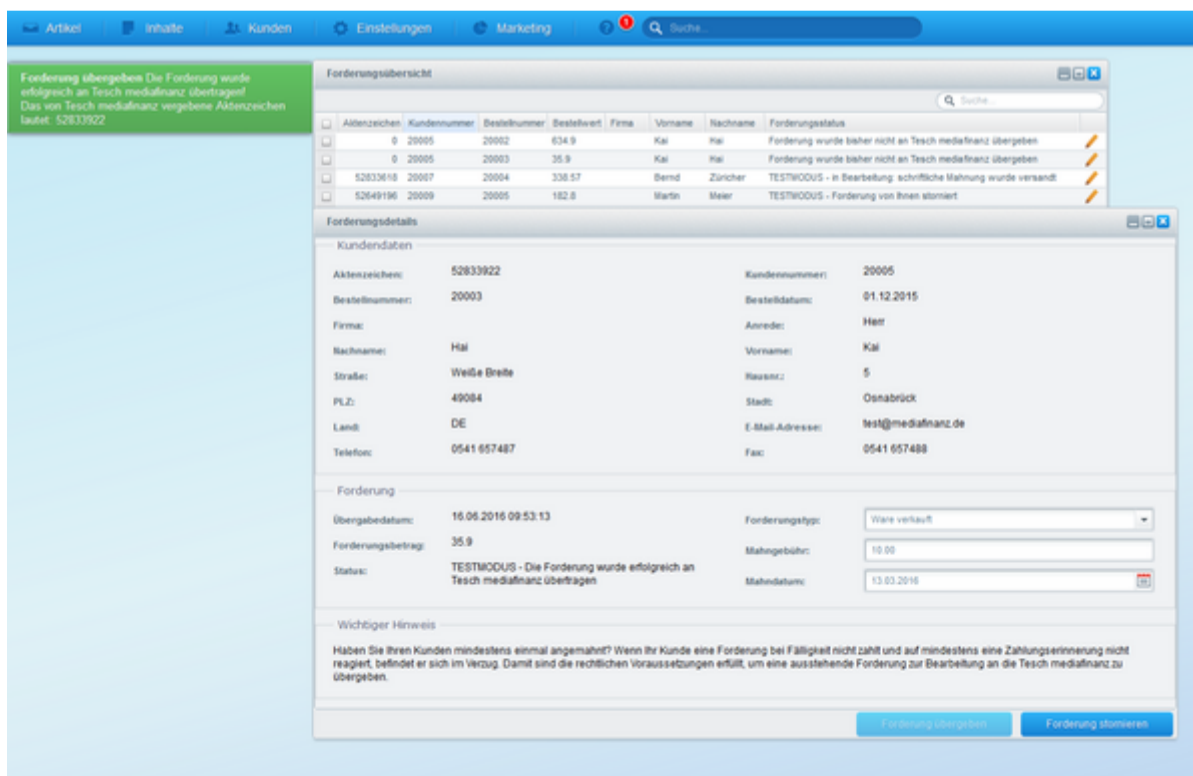 Artikel Inhalte Kunden Einstellungen Marketing ? 1 Suche...
Forderung übergeben Die Forderung wurde
erfolgreich an Tesch mediafinanz übertragen!
Das von Tesch mediafinanz vergebene Aktenzeichen
lautet: 52833922
Forderungsübersicht
Suche...
Aktenzeichen Kundennummer Bestellnummer Bestellwert Firma Vorname Nachname Forderungsstatus
0 20005 20002 634.9 Kai Hai Forderung wurde bisher nicht an Tesch mediafinanz übergeben
0 20005 20003 35.9 Kai Hai Forderung wurde bisher nicht an Tesch mediafinanz übergeben
52833618 20007 20004 338.57 Bernd Züricher TESTMODUS - in Bearbeitung: schriftliche Mahnung wurde versandt
52649196 20009 20005 182.8 Martin Meier TESTMODUS - Forderung von Ihnen storniert
Forderungsdetails
Kundendaten
Aktenzeichen: 52833922 Kundennummer: 20005
Bestellnummer: 20003 Bestelldatum: 01.12.2015
Firma: Anrede: Herr
Nachname: Hai Vorname: Kai
Straße: Weiße Breite Hausnr.: 5
PLZ: 49084 Stadt: Osnabrück
Land: DE E-Mail-Adresse: test@mediafinanz.de
Telefon: 0541 657487 Fax: 0541 657488
Forderung
Übergabedatum: 16.06.2016 09:53:13 Forderungstyp: Ware verkauft
Forderungsbetrag: 35.9 Mahngebühr: 10.00
Status: TESTMODUS - Die Forderung wurde erfolgreich an
Tesch mediafinanz übertragen Mahndatum: 13.03.2016
Wichtiger Hinweis
Haben Sie Ihren Kunden mindestens einmal angemahnt? Wenn Ihr Kunde eine Forderung bei Fälligkeit nicht zahlt und auf mindestens eine Zahlungserinnerung nicht
reagiert, befindet er sich im Verzug. Damit sind die rechtlichen Voraussetzungen erfüllt, um eine ausstehende Forderung zur Bearbeitung an die Tesch mediafinanz zu
übergeben.
Forderung übergeben Forderung stornieren